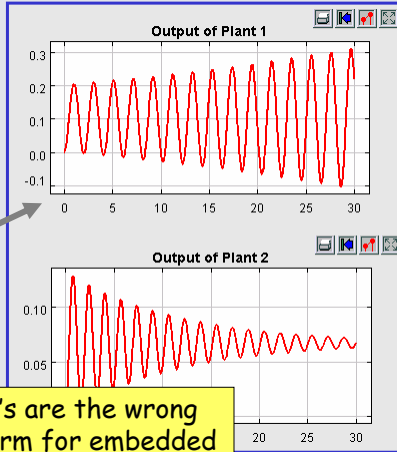 Output of Plant 1
0.3
0.2
0.1
0.0
-0.1
0 5 10 15 20 25 30
Output of Plant 2
0.10
0.05
20 25 30
's are the wrong
rm for embedded